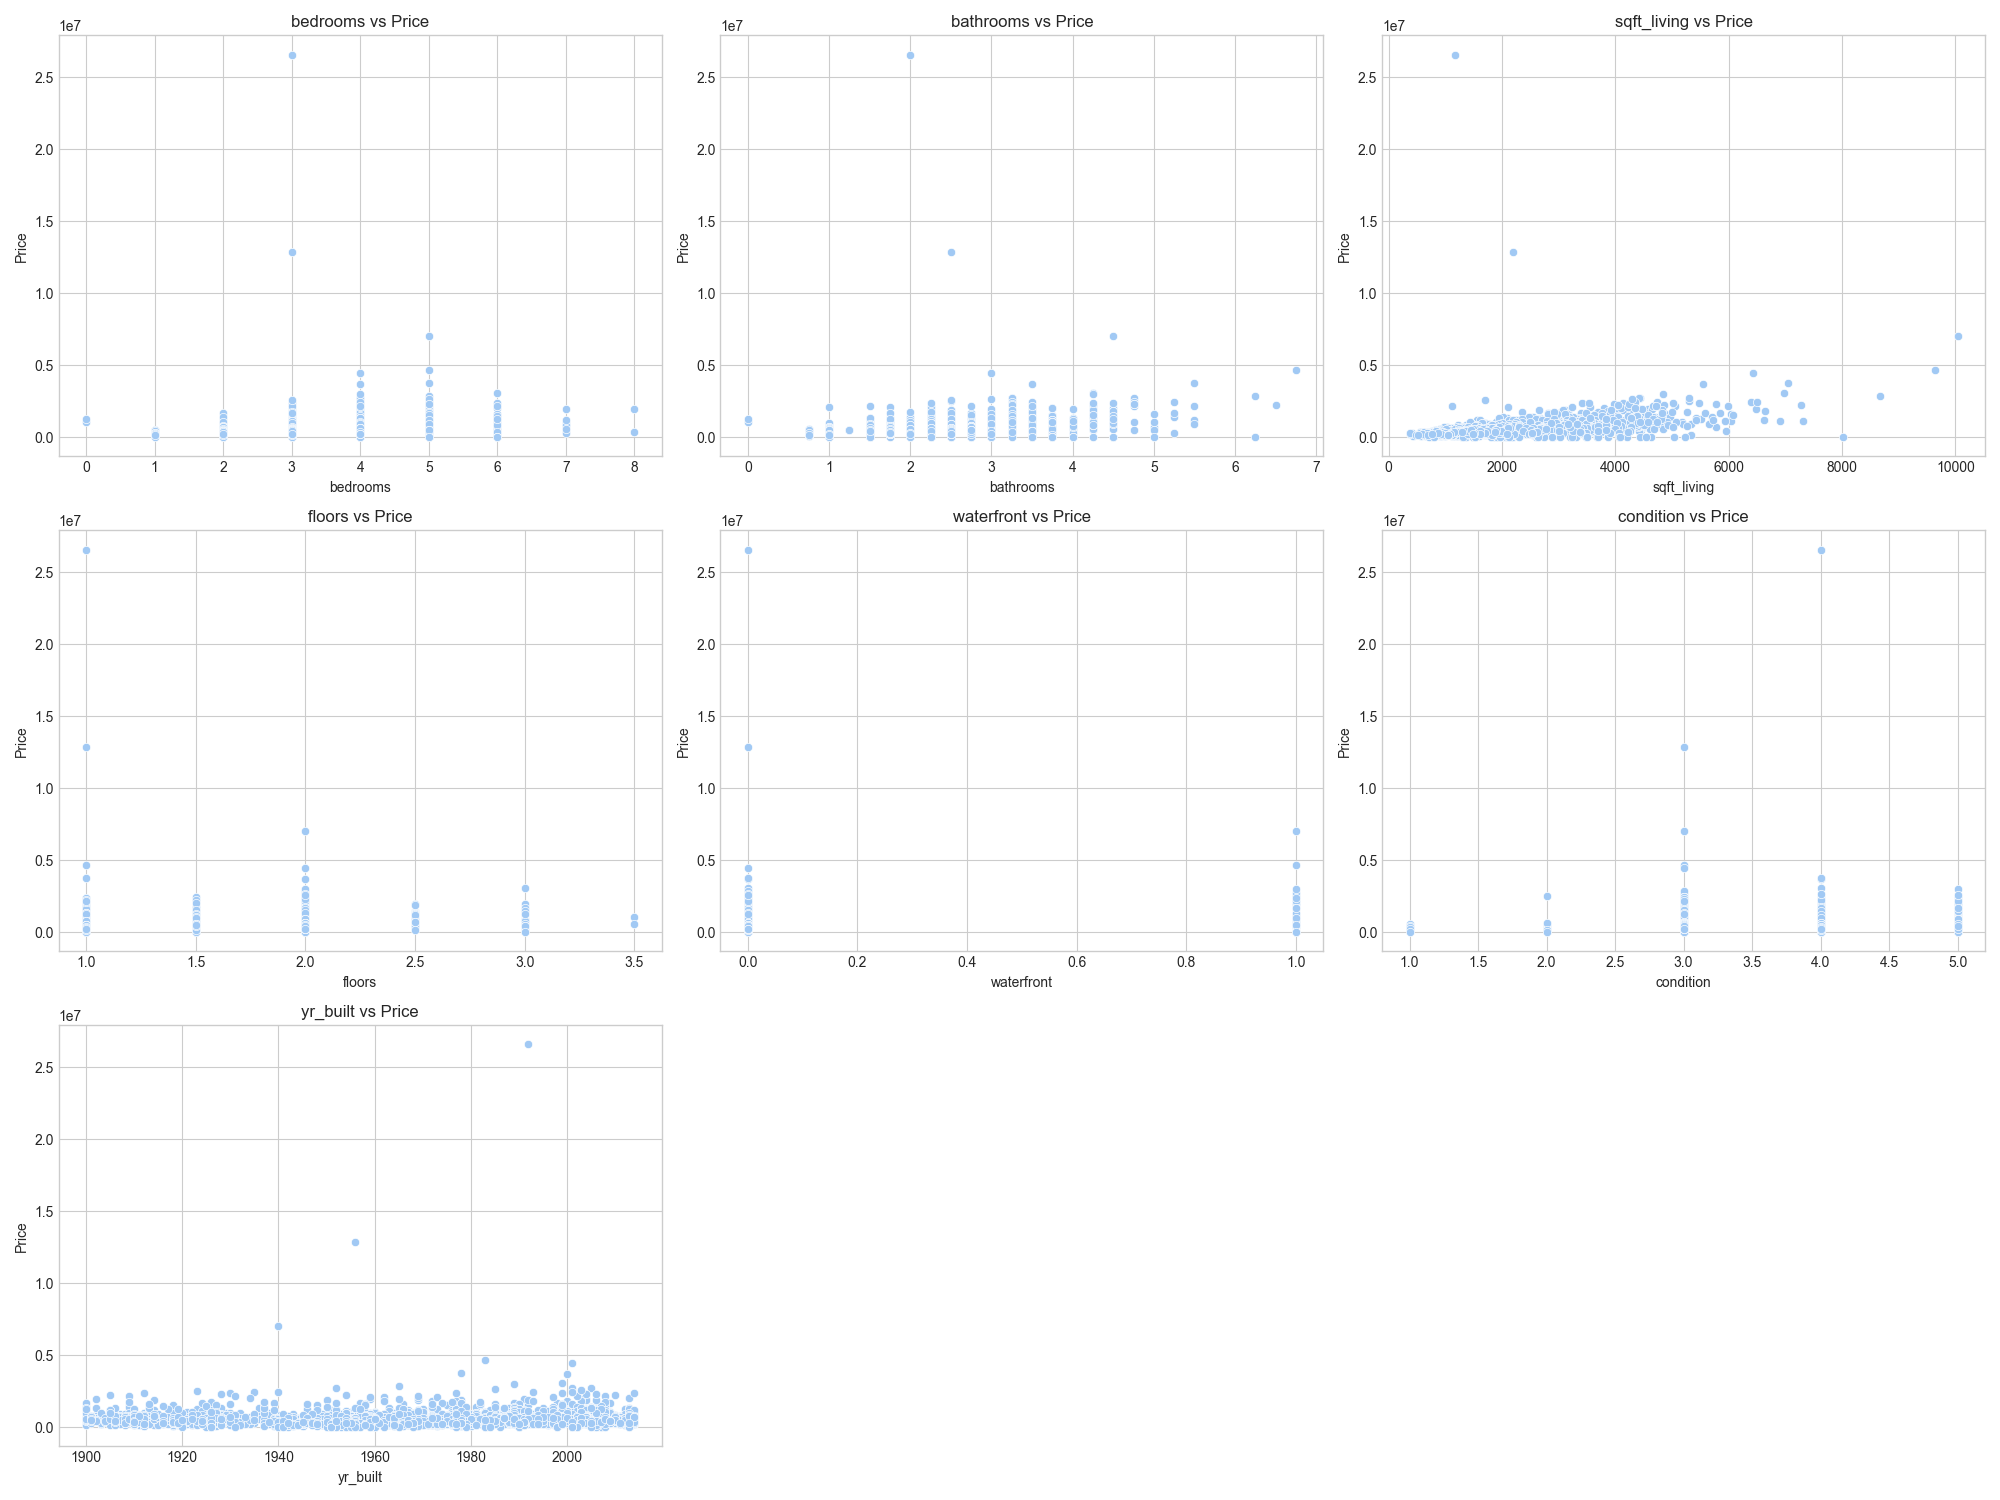 bedrooms vs Price
1e7
2.5
2.0
1.5
1.0
0.5
0.0
Price
0 1 2 3 4 5 6 7 8
bedrooms
bathrooms vs Price
1e7
2.5
2.0
1.5
1.0
0.5
0.0
Price
0 1 2 3 4 5 6 7
bathrooms
sqft_living vs Price
1e7
2.5
2.0
1.5
1.0
0.5
0.0
Price
0 2000 4000 6000 8000 10000
sqft_living
floors vs Price
1e7
2.5
2.0
1.5
1.0
0.5
0.0
Price
1.0 1.5 2.0 2.5 3.0 3.5
floors
waterfront vs Price
1e7
2.5
2.0
1.5
1.0
0.5
0.0
Price
0.0 0.2 0.4 0.6 0.8 1.0
waterfront
condition vs Price
1e7
2.5
2.0
1.5
1.0
0.5
0.0
Price
1.0 1.5 2.0 2.5 3.0 3.5 4.0 4.5 5.0
condition
yr_built vs Price
1e7
2.5
2.0
1.5
1.0
0.5
0.0
Price
1900 1920 1940 1960 1980 2000
yr_built